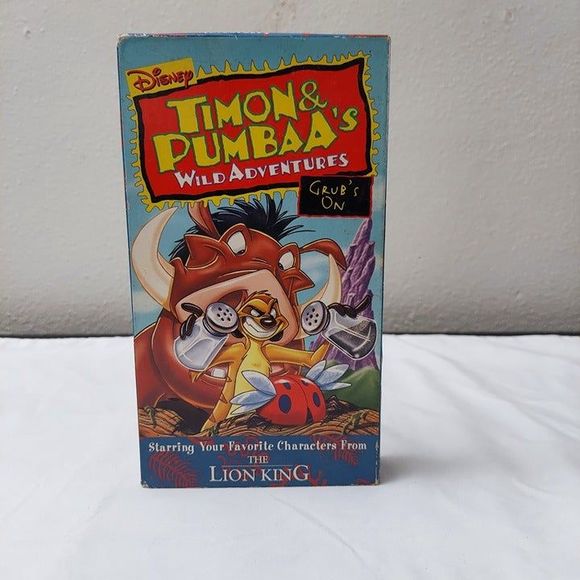 DISNEY
TIMON &
PUMBAA'S
WILD ADVENTURES
GRUB'S
ON
Starring Your Favorite Characters From
THE
LION KING